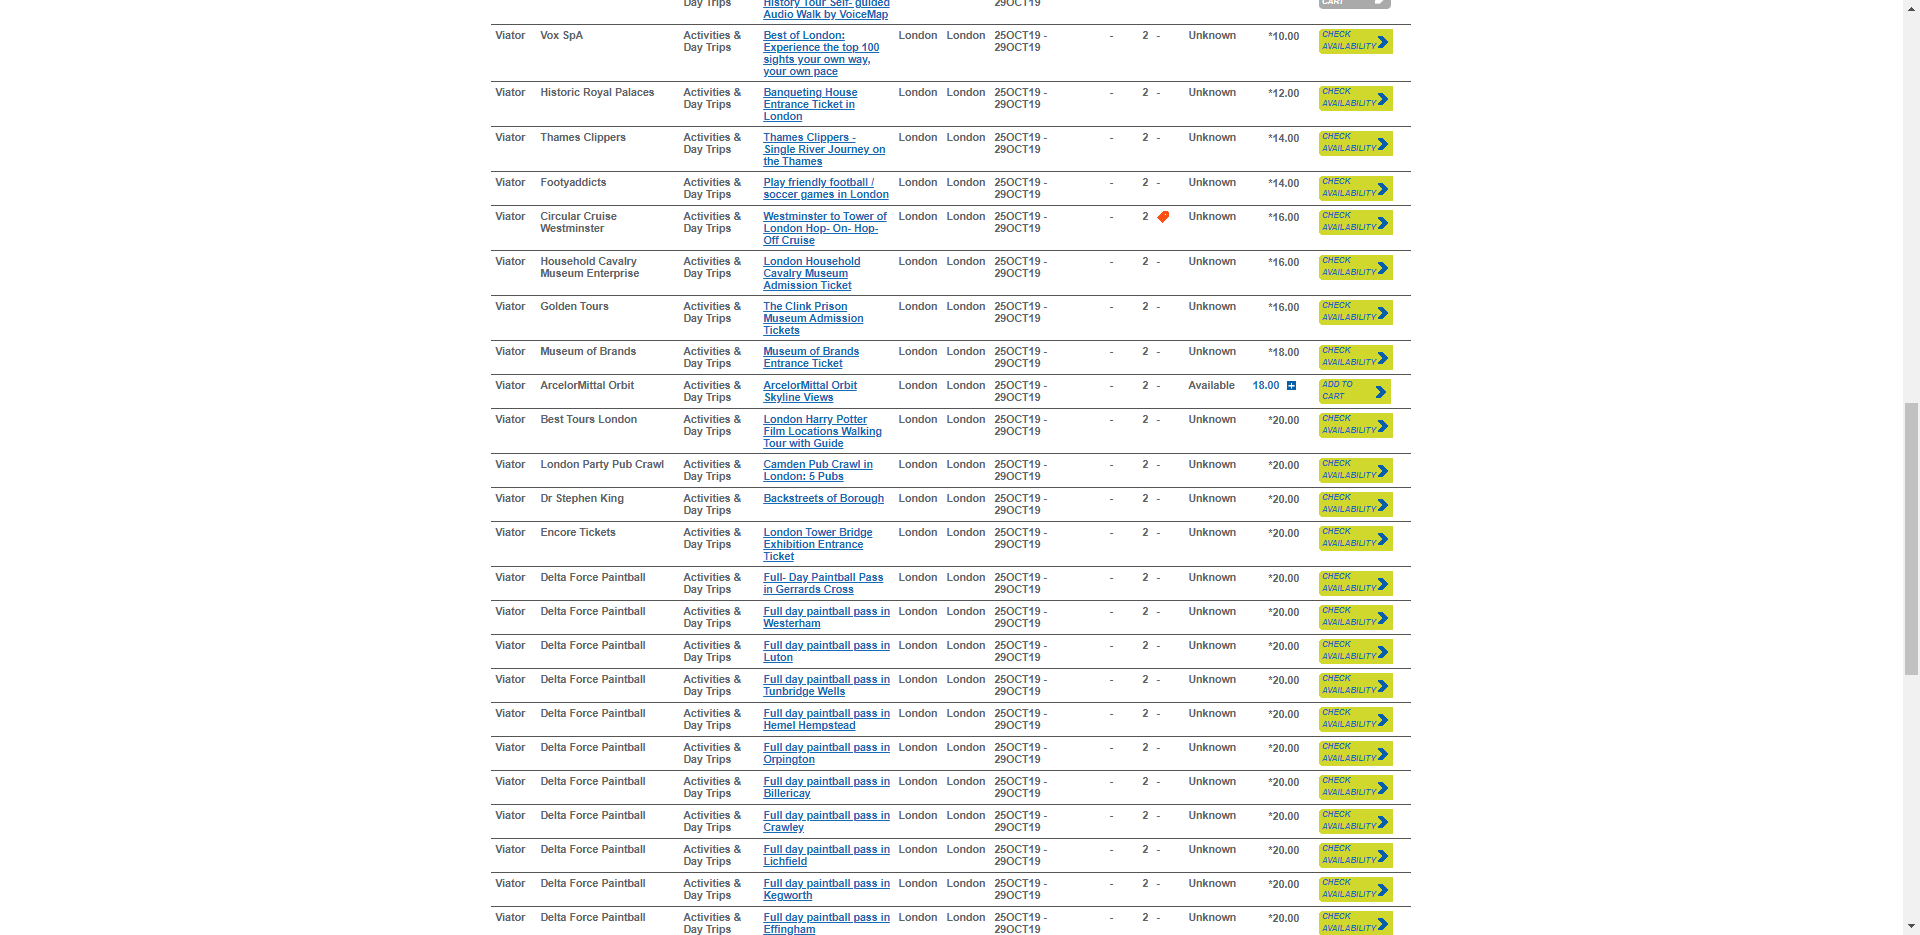 Day Trips History Tour Self- guided 29OCT19 CART
Audio Walk by VoiceMap
Viator Vox SpA Activities & Best of London: London London 25OCT19 - - 2 - Unknown *10.00 CHECK
Day Trips Experience the top 100 29OCT19 AVAILABILITY
sights your own way,
your own pace
Viator Historic Royal Palaces Activities & Banqueting House London London 25OCT19 - - 2 - Unknown *12.00 CHECK
Day Trips Entrance Ticket in 29OCT19 AVAILABILITY
London
Viator Thames Clippers Activities & Thames Clippers - London London 25OCT19 - - 2 - Unknown *14.00 CHECK
Day Trips Single River Journey on 29OCT19 AVAILABILITY
the Thames
Viator Footyaddicts Activities & Play friendly football / London London 25OCT19 - - 2 - Unknown *14.00 CHECK
Day Trips soccer games in London 29OCT19 AVAILABILITY
Viator Circular Cruise Activities & Westminster to Tower of London London 25OCT19 - - 2 Unknown *16.00 CHECK
Westminster Day Trips London Hop- On- Hop- 29OCT19 AVAILABILITY
Off Cruise
Viator Household Cavalry Activities & London Household London London 25OCT19 - - 2 - Unknown *16.00 CHECK
Museum Enterprise Day Trips Cavalry Museum 29OCT19 AVAILABILITY
Admission Ticket
Viator Golden Tours Activities & The Clink Prison London London 25OCT19 - - 2 - Unknown *16.00 CHECK
Day Trips Museum Admission 29OCT19 AVAILABILITY
Tickets
Viator Museum of Brands Activities & Museum of Brands London London 25OCT19 - - 2 - Unknown *18.00 CHECK
Day Trips Entrance Ticket 29OCT19 AVAILABILITY
Viator ArcelorMittal Orbit Activities & ArcelorMittal Orbit London London 25OCT19 - - 2 - Available 18.00 ADD TO
Day Trips Skyline Views 29OCT19 CART
Viator Best Tours London Activities & London Harry Potter London London 25OCT19 - - 2 - Unknown *20.00 CHECK
Day Trips Film Locations Walking 29OCT19 AVAILABILITY
Tour with Guide
Viator London Party Pub Crawl Activities & Camden Pub Crawl in London London 25OCT19 - - 2 - Unknown *20.00 CHECK
Day Trips London: 5 Pubs 29OCT19 AVAILABILITY
Viator Dr Stephen King Activities & Backstreets of Borough London London 25OCT19 - - 2 - Unknown *20.00 CHECK
Day Trips 29OCT19 AVAILABILITY
Viator Encore Tickets Activities & London Tower Bridge London London 25OCT19 - - 2 - Unknown *20.00 CHECK
Day Trips Exhibition Entrance 29OCT19 AVAILABILITY
Ticket
Viator Delta Force Paintball Activities & Full- Day Paintball Pass London London 25OCT19 - - 2 - Unknown *20.00 CHECK
Day Trips in Gerrards Cross 29OCT19 AVAILABILITY
Viator Delta Force Paintball Activities & Full day paintball pass in London London 25OCT19 - - 2 - Unknown *20.00 CHECK
Day Trips Westerham 29OCT19 AVAILABILITY
Viator Delta Force Paintball Activities & Full day paintball pass in London London 25OCT19 - - 2 - Unknown *20.00 CHECK
Day Trips Luton 29OCT19 AVAILABILITY
Viator Delta Force Paintball Activities & Full day paintball pass in London London 25OCT19 - - 2 - Unknown *20.00 CHECK
Day Trips Tunbridge Wells 29OCT19 AVAILABILITY
Viator Delta Force Paintball Activities & Full day paintball pass in London London 25OCT19 - - 2 - Unknown *20.00 CHECK
Day Trips Hemel Hempstead 29OCT19 AVAILABILITY
Viator Delta Force Paintball Activities & Full day paintball pass in London London 25OCT19 - - 2 - Unknown *20.00 CHECK
Day Trips Orpington 29OCT19 AVAILABILITY
Viator Delta Force Paintball Activities & Full day paintball pass in London London 25OCT19 - - 2 - Unknown *20.00 CHECK
Day Trips Billericay 29OCT19 AVAILABILITY
Viator Delta Force Paintball Activities & Full day paintball pass in London London 25OCT19 - - 2 - Unknown *20.00 CHECK
Day Trips Crawley 29OCT19 AVAILABILITY
Viator Delta Force Paintball Activities & Full day paintball pass in London London 25OCT19 - - 2 - Unknown *20.00 CHECK
Day Trips Lichfield 29OCT19 AVAILABILITY
Viator Delta Force Paintball Activities & Full day paintball pass in London London 25OCT19 - - 2 - Unknown *20.00 CHECK
Day Trips Kegworth 29OCT19 AVAILABILITY
Viator Delta Force Paintball Activities & Full day paintball pass in London London 25OCT19 - - 2 - Unknown *20.00 CHECK
Day Trips Effingham 29OCT19 AVAILABILITY